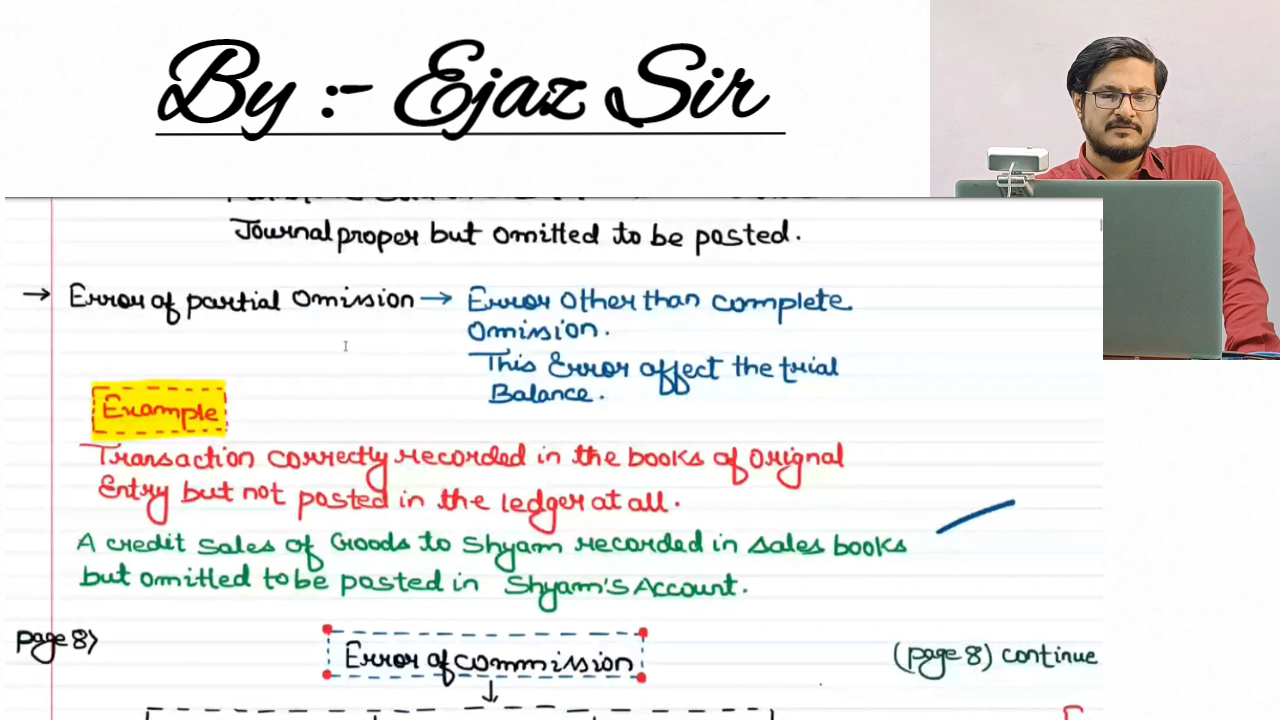 By :- Ejaz Sir
Journal proper but omitted to be posted.
→ Error of partial Omission → Error other than complete
Omission.
This Error affect the trial
Balance.
Example
Transaction correctly recorded in the books of Orignal
Entry but not posted in the ledger at all.
A credit sales of Goods to Shyam recorded in sales books
but omitted to be posted in Shyam's Account.
page 8>
Error of commission
(page 8) continue